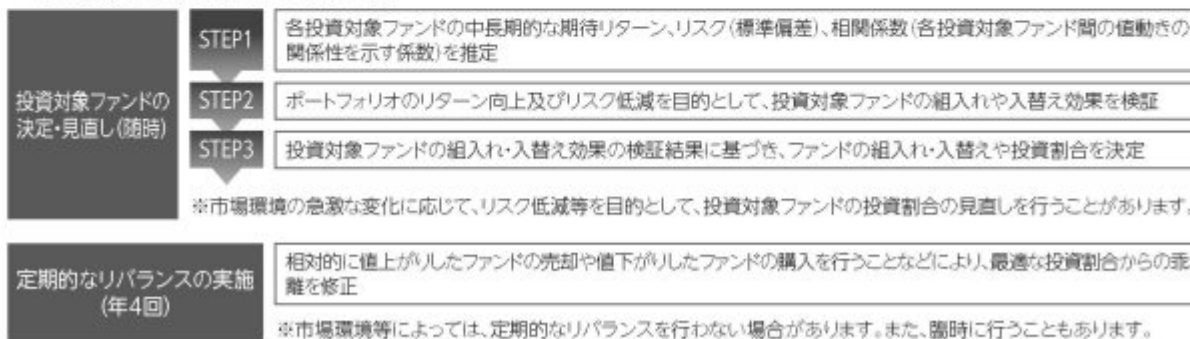 投資対象ファンドの
決定・見直し(随時)
STEP1
各投資対象ファンドの中長期的な期待リターン、リスク(標準偏差)、相関係数(各投資対象ファンド間の値動きの
関係性を示す係数)を推定
STEP2
ポートフォリオのリターン向上及びリスク低減を目的として、投資対象ファンドの組入れや入替え効果を検証
STEP3
投資対象ファンドの組入れ・入替え効果の検証結果に基づき、ファンドの組入れ・入替えや投資割合を決定
※市場環境の急激な変化に応じて、リスク低減等を目的として、投資対象ファンドの投資割合の見直しを行うことがあります。
定期的なリバランスの実施
(年4回)
相対的に値上がりしたファンドの売却や値下がりしたファンドの購入を行うことなどにより、最適な投資割合からの乖
離を修正
※市場環境等によっては、定期的なリバランスを行わない場合があります。また、臨時に行うこともあります。